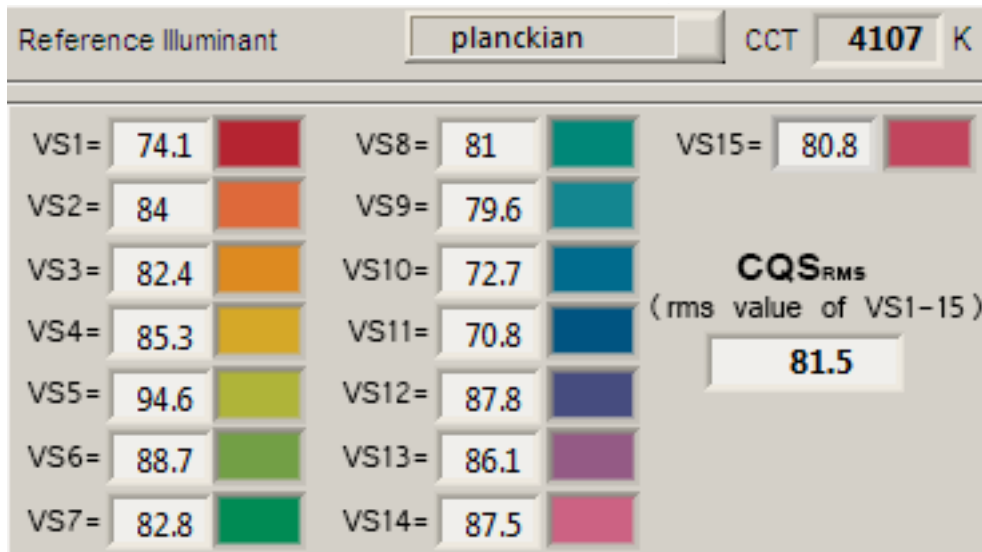 Reference Illuminant planckian CCT 4107 K
VS1= 74.1 VS8= 81 VS15= 80.8
VS2= 84 VS9= 79.6
VS3= 82.4 VS10= 72.7 CQSRMS
(rms value of VS1-15)
VS4= 85.3 VS11= 70.8
81.5
VS5= 94.6 VS12= 87.8
VS6= 88.7 VS13= 86.1
VS7= 82.8 VS14= 87.5